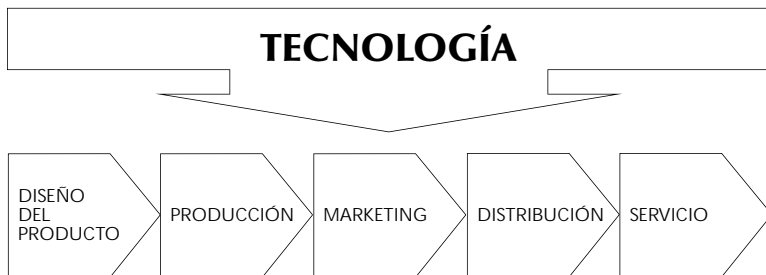 TECNOLOGÍA
DISEÑO
DEL
PRODUCTO
PRODUCCIÓN
MARKETING
DISTRIBUCIÓN
SERVICIO